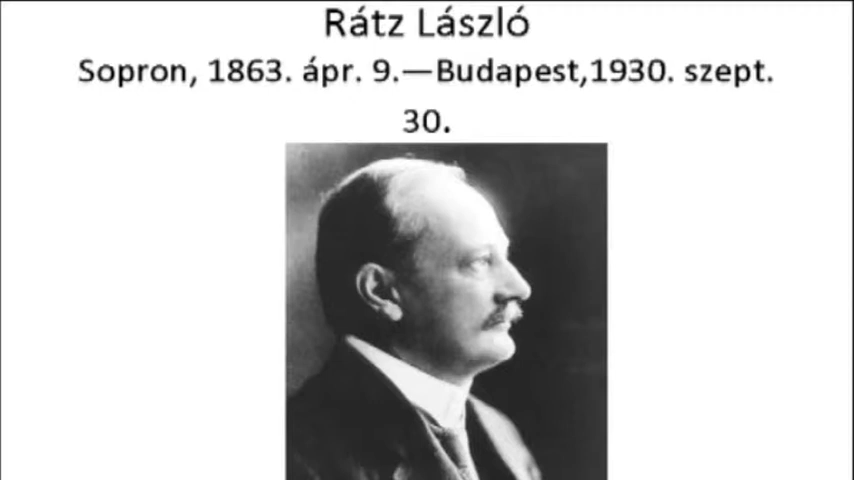 Rátz László
Sopron, 1863. ápr. 9.—Budapest,1930. szept.
30.